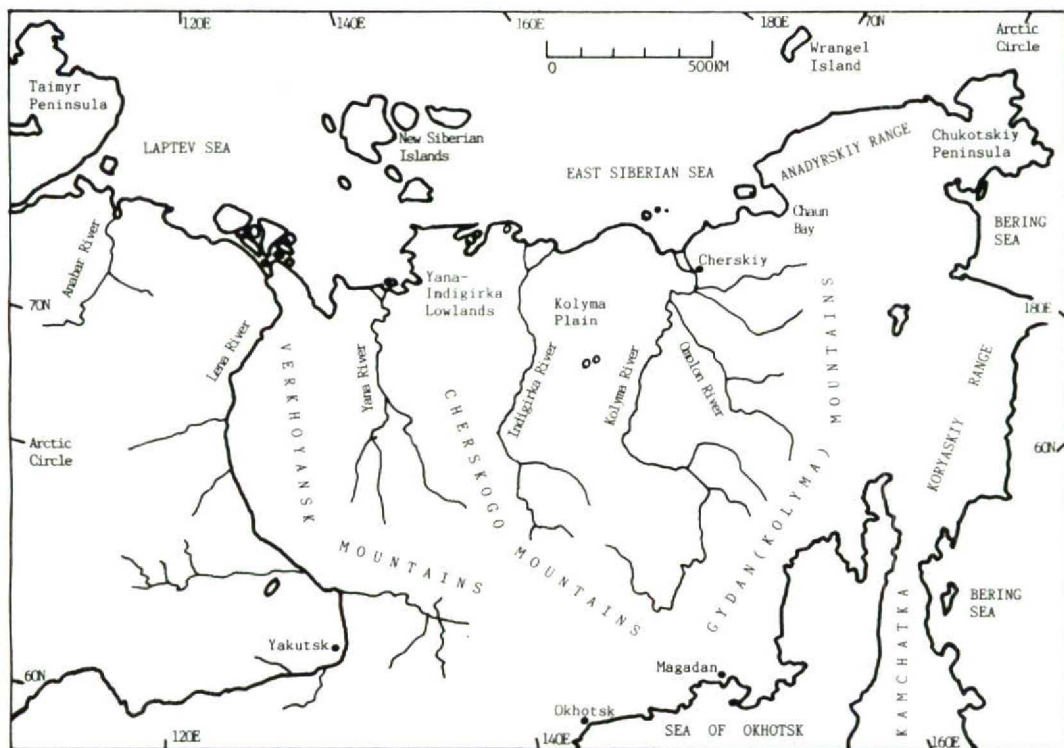 120E
140E
160E
180E
70N
Arctic
Circle
Wrangel
Island
0 500KM
Taimyr
Peninsula
New Siberian
Islands
LAPTEV SEA
EAST SIBERIAN SEA
ANADYRSKIY RANGE
Chukotskiy
Peninsula
Chaun
Bay
BERING
SEA
Anabar River
Cherskiy
Yana-
Indigirka
Lowlands
Kolyma
Plain
70N
180E
Lena River
VERKHOYANSK
MOUNTAINS
Yana River
CHERSKOGO MOUNTAINS
Indigirka River
Kolyma River
Omolon River
GYDAN (KOLYMA) MOUNTAINS
KORYASKIY RANGE
Arctic
Circle
60N
KAMCHATKA
BERING
SEA
Yakutsk
60N
Magadan
Okhotsk
SEA OF OKHOTSK
120E
140E
160E